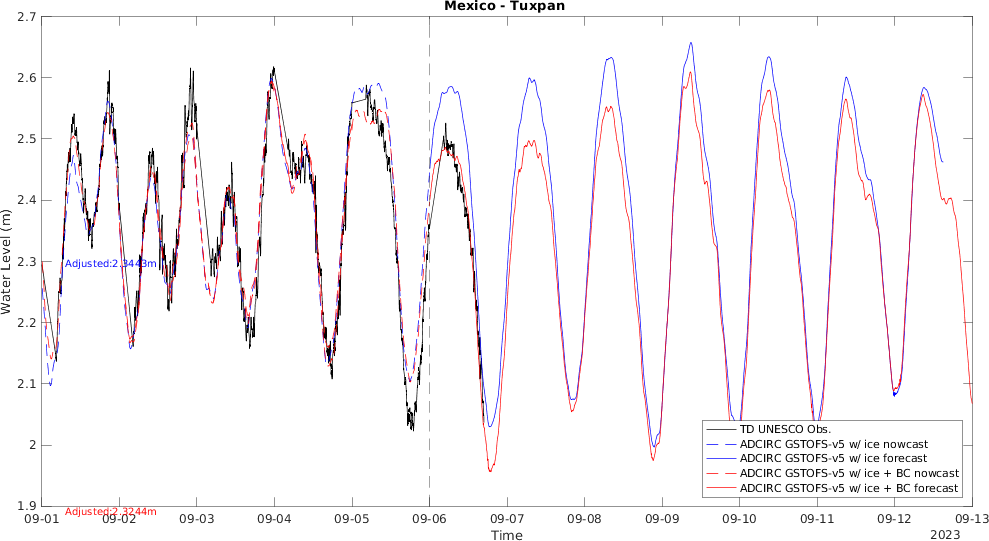 Mexico - Tuxpan
2.7
2.6
2.5
2.4
2.3
2.2
2.1
2
1.9
Water Level (m)
Adjusted:2.3443m
Adjusted:2.3244m
TD UNESCO Obs.
ADCIRC GSTOFS-v5 w/ ice nowcast
ADCIRC GSTOFS-v5 w/ ice forecast
ADCIRC GSTOFS-v5 w/ ice + BC nowcast
ADCIRC GSTOFS-v5 w/ ice + BC forecast
09-01 09-02 09-03 09-04 09-05 09-06 09-07 09-08 09-09 09-10 09-11 09-12 09-13
Time
2023